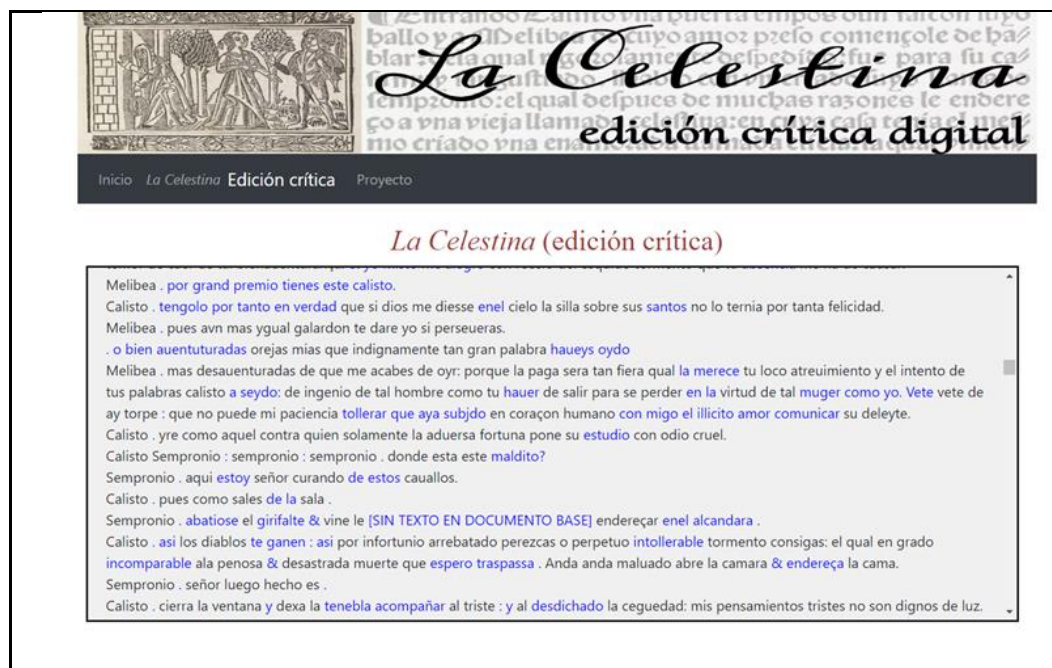 La Celestina
edición crítica digital
Inicio La Celestina Edición crítica Proyecto
La Celestina (edición crítica)
Melibea . por grand premio tienes este calisto.
Calisto . tengolo por tanto en verdad que si dios me diesse enel cielo la silla sobre sus santos no lo ternia por tanta felicidad.
Melibea . pues avn mas ygual galardon te dare yo si perseueras.
. o bien auentuturadas orejas mias que indignamente tan gran palabra haueys oydo
Melibea . mas desauenturadas de que me acabes de oyr: porque la paga sera tan fiera qual la merece tu loco atreuimiento y el intento de
tus palabras calisto a seydo: de ingenio de tal hombre como tu hauer de salir para se perder en la virtud de tal muger como yo. Vete vete de
ay torpe : que no puede mi paciencia tollerar que aya subjdo en coraçon humano con migo el illicito amor comunicar su deleyte.
Calisto . yre como aquel contra quien solamente la aduersa fortuna pone su estudio con odio cruel.
Calisto Sempronio : sempronio : sempronio . donde esta este maldito?
Sempronio . aqui estoy señor curando de estos cauallos.
Calisto . pues como sales de la sala .
Sempronio . abatiose el girifalte & vine le [SIN TEXTO EN DOCUMENTO BASE] endereçar enel alcandara .
Calisto . asi los diablos te ganen : asi por infortunio arrebatado perezcas o perpetuo intollerable tormento consigas: el qual en grado
incomparable ala penosa & desastrada muerte que espero traspassa . Anda anda maluado abre la camara & endereça la cama.
Sempronio . señor luego hecho es .
Calisto . cierra la ventana y dexa la tenebla acompañar al triste : y al desdichado la ceguedad: mis pensamientos tristes no son dignos de luz.